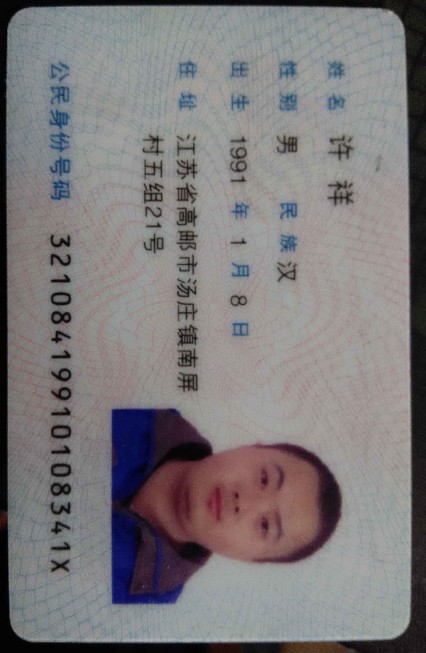 姓名 许祥
性别 男 民族 汉
出生 1991 年 1 月 8 日
住址 江苏省高邮市汤庄镇南屏
村五组21号
公民身份号码 32108419910108341X